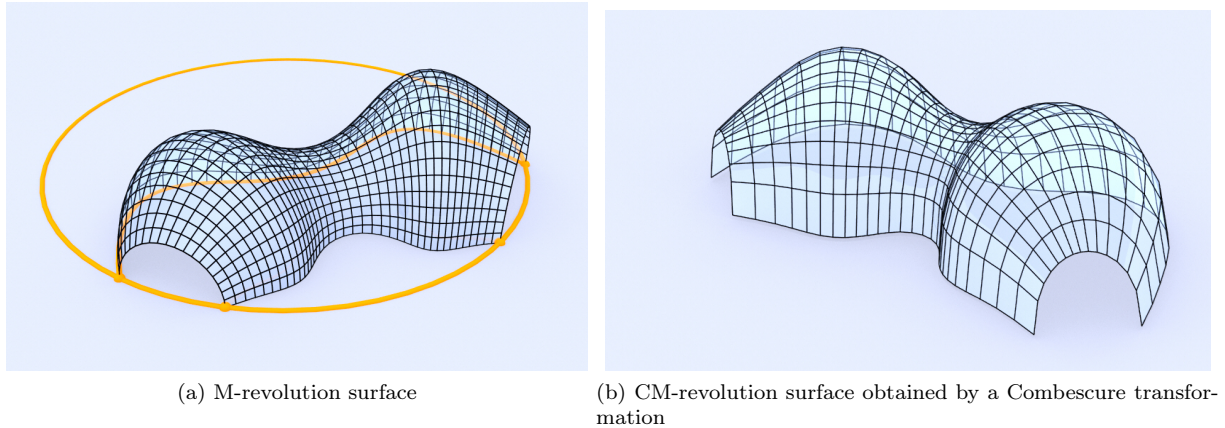 (a) M-revolution surface
(b) CM-revolution surface obtained by a Combescure transfor-
mation